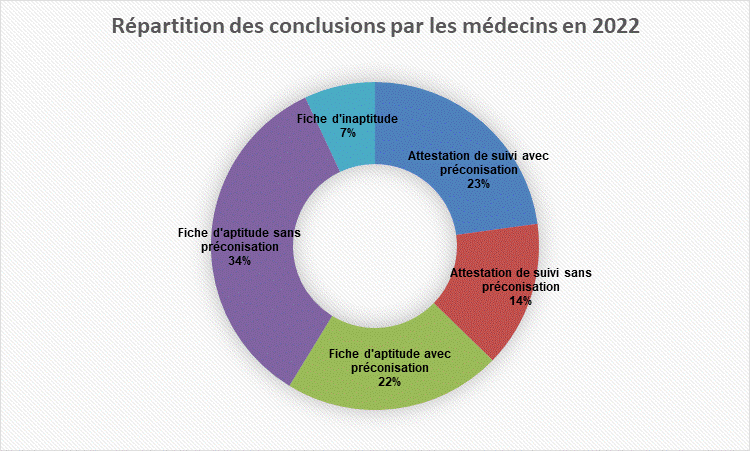 Répartition des conclusions par les médecins en 2022
Fiche d'inaptitude
7%
Attestation de suivi avec
préconisation
23%
Fiche d'aptitude sans
préconisation
34%
Attestation de suivi sans
préconisation
14%
Fiche d'aptitude avec
préconisation
22%